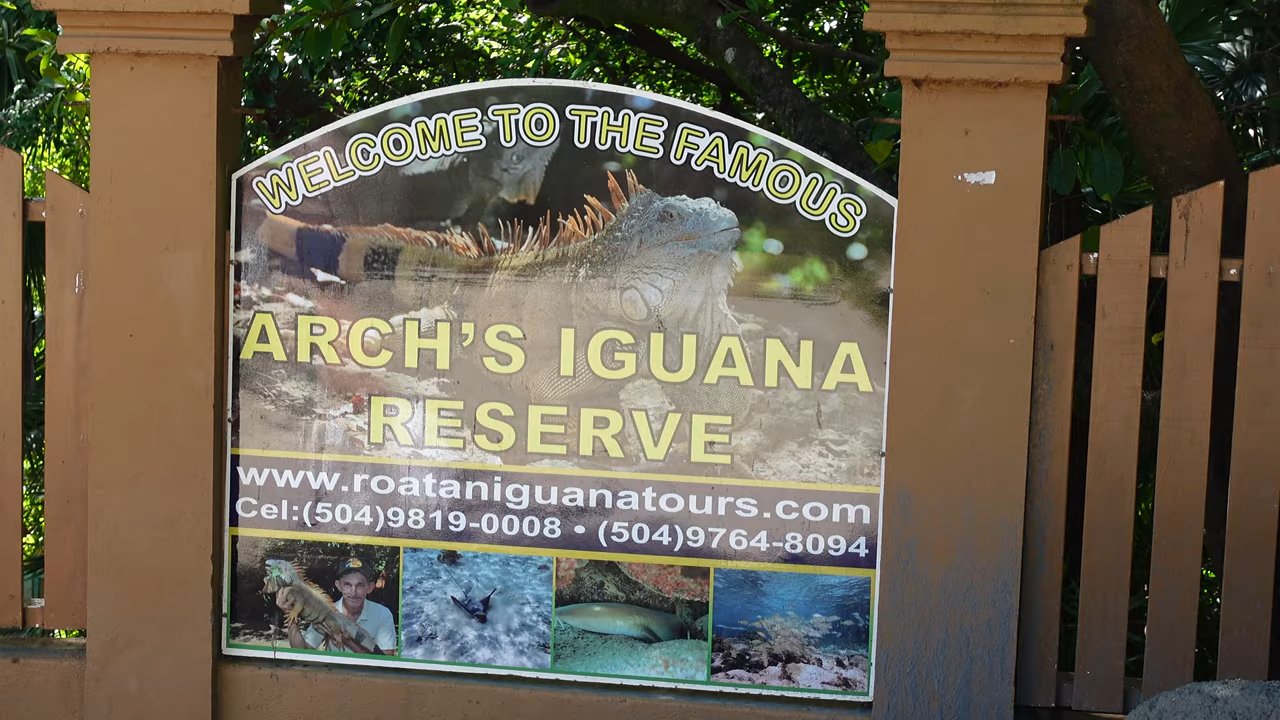 WELCOME TO THE FAMOUS
ARCH'S IGUANA
RESERVE
www.roataniguanatours.com
Cel:(504)9819-0008 • (504)9764-8094